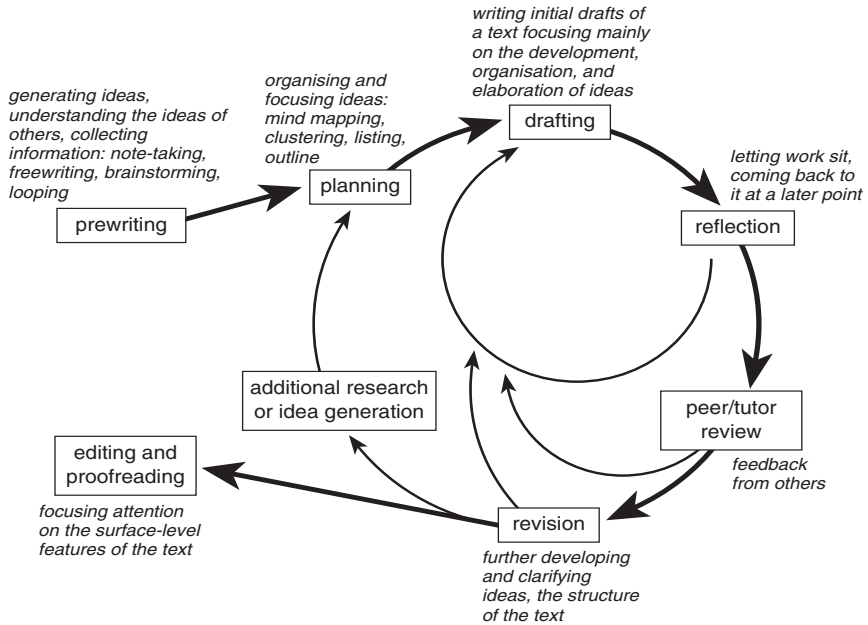 writing initial drafts of
a text focusing mainly
on the development,
organisation, and
elaboration of ideas
drafting
organising and
focusing ideas:
mind mapping,
clustering, listing,
outline
planning
generating ideas,
understanding the ideas of
others, collecting
information: note-taking,
freewriting, brainstorming,
looping
prewriting
letting work sit,
coming back to
it at a later point
reflection
additional research
or idea generation
peer/tutor
review
feedback
from others
editing and
proofreading
focusing attention
on the surface-level
features of the text
revision
further developing
and clarifying
ideas, the structure
of the text